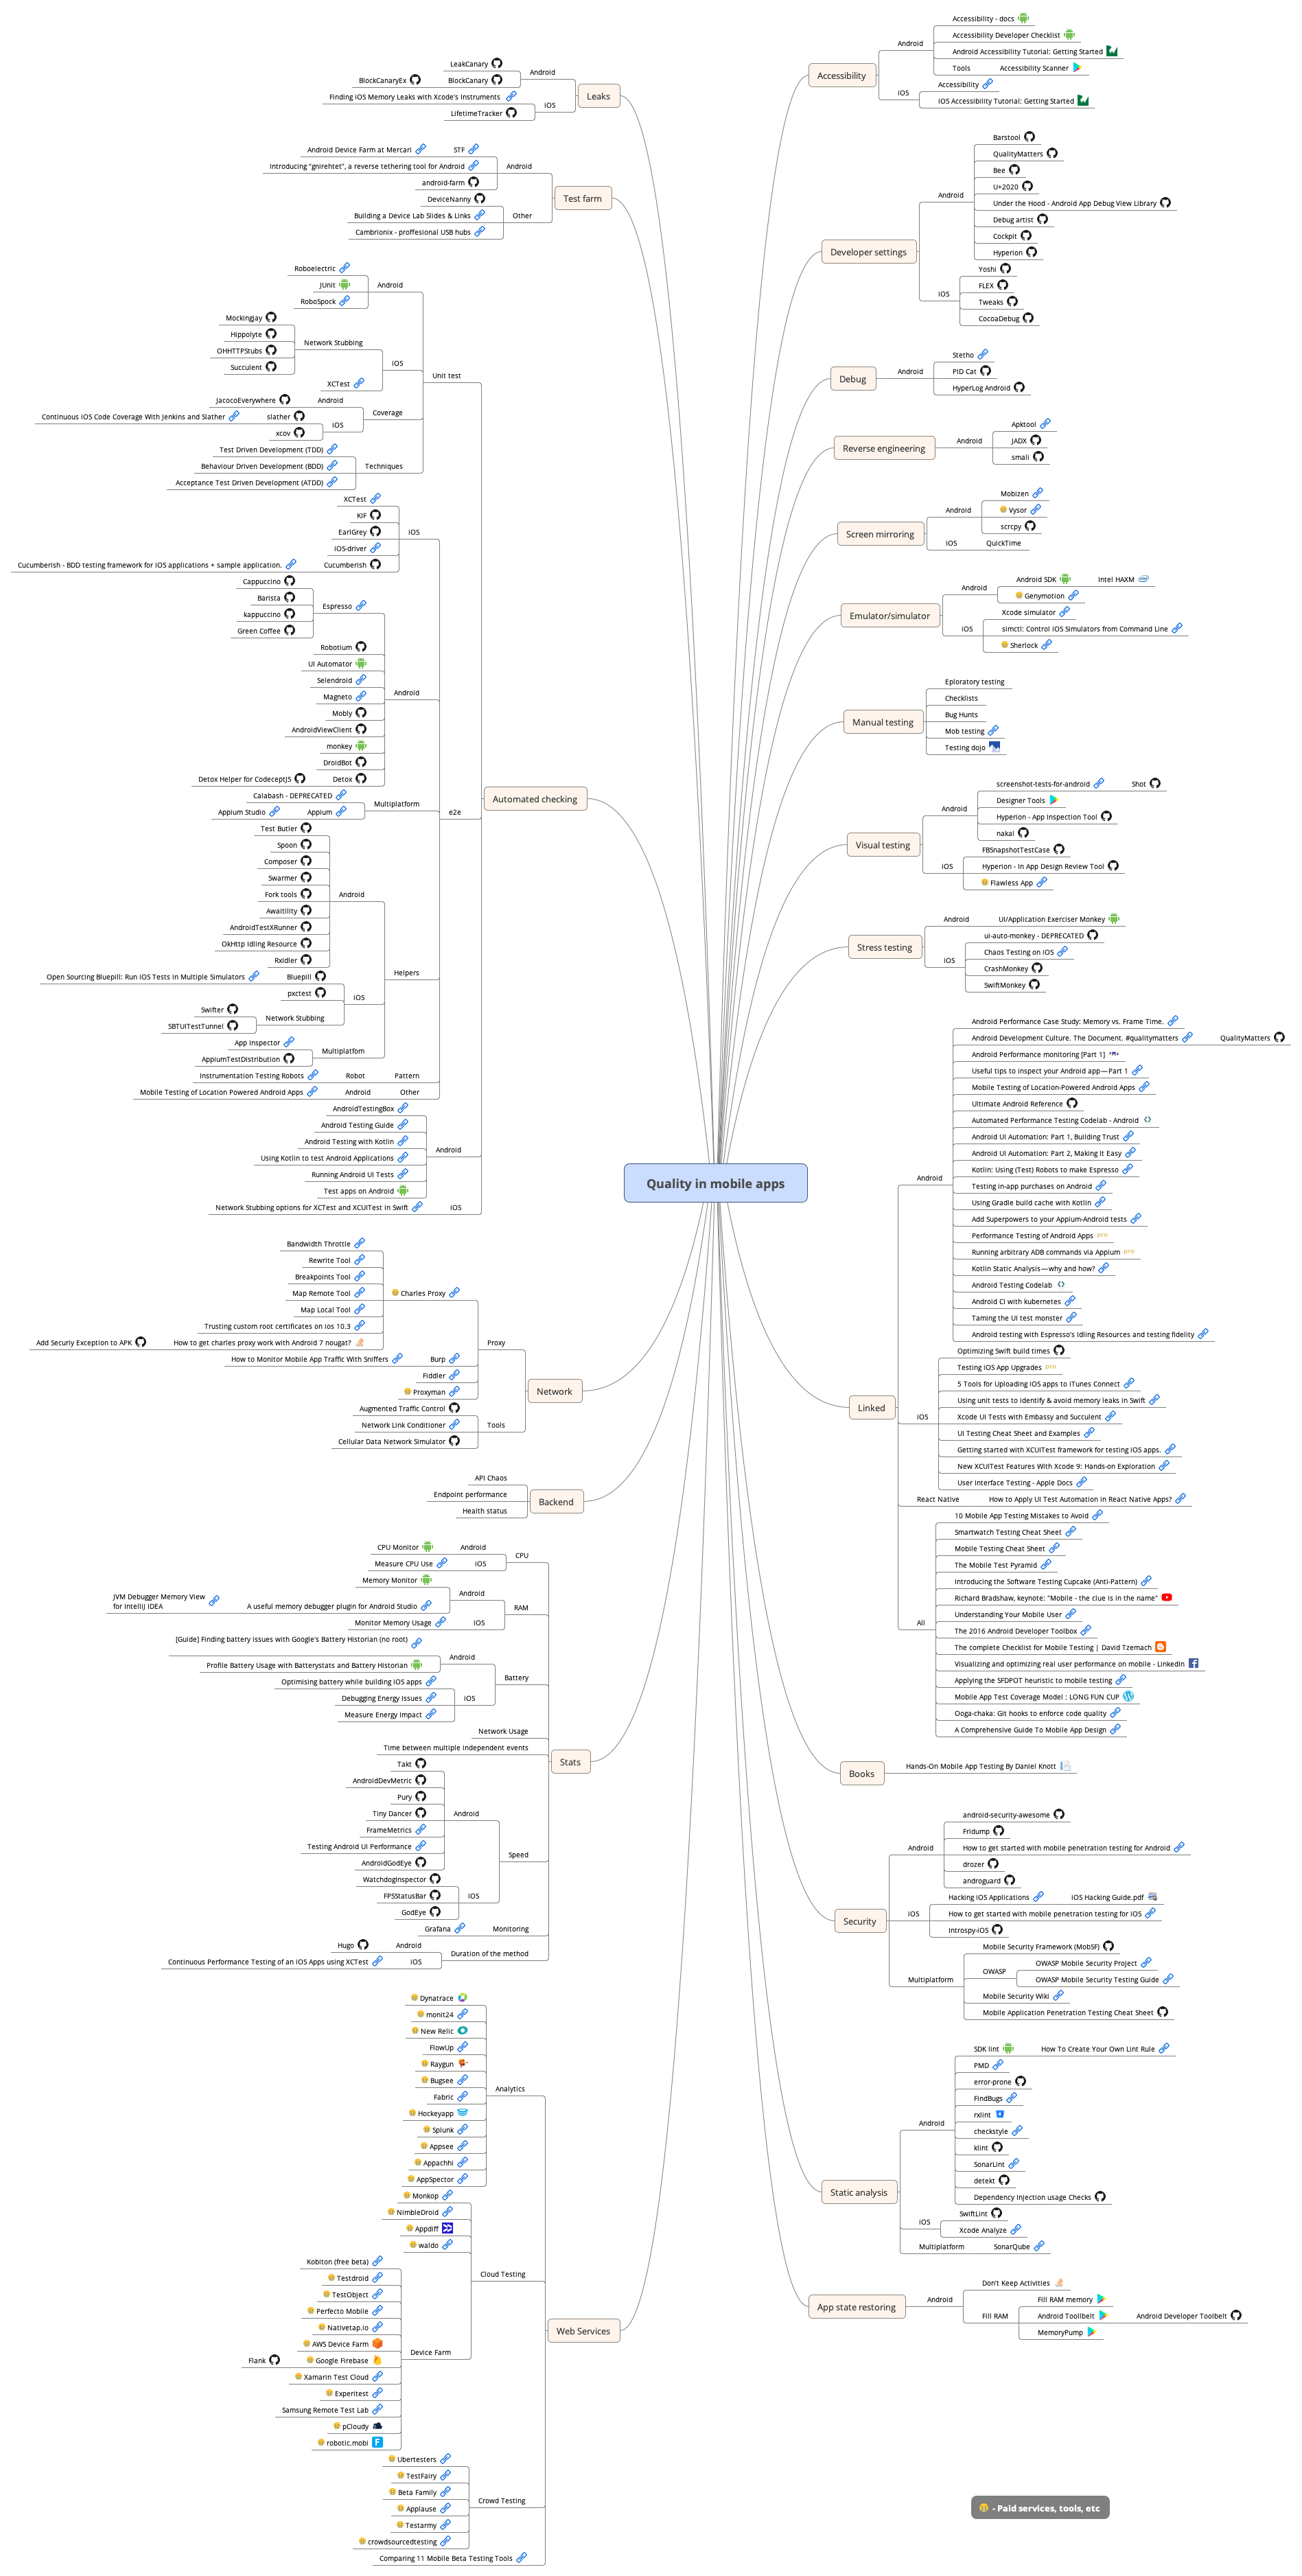 Quality in mobile apps
Leaks
Android
LeakCanary
BlockCanary
BlockCanaryEx
iOS
Finding iOS Memory Leaks with Xcode's Instruments
LifetimeTracker
Test farm
Android
STF
Android Device Farm at Mercari
Introducing "gnirehtet", a reverse tethering tool for Android
android-farm
Other
DeviceNanny
Building a Device Lab Slides & Links
Cambrionix - proffesional USB hubs
Automated checking
Unit test
Android
Roboelectric
JUnit
RoboSpock
iOS
Network Stubbing
Mockingjay
Hippolyte
OHHTTPStubs
Succulent
XCTest
Coverage
Android
JacocoEverywhere
iOS
slather
Continuous iOS Code Coverage With Jenkins and Slather
xcov
Techniques
Test Driven Development (TDD)
Behaviour Driven Development (BDD)
Acceptance Test Driven Development (ATDD)
e2e
iOS
XCTest
KIF
EarlGrey
iOS-driver
Cucumberish
Cucumberish - BDD testing framework for iOS applications + sample application.
Android
Espresso
Cappuccino
Barista
kappuccino
Green Coffee
Robotium
UI Automator
Selendroid
Magneto
Mobly
AndroidViewClient
monkey
DroidBot
Detox
Detox Helper for CodeceptJS
Multiplatform
Calabash - DEPRECATED
Appium
Appium Studio
Helpers
Android
Test Butler
Spoon
Composer
Swarmer
Fork tools
Awaitility
AndroidTestXRunner
OkHttp Idling Resource
RxIdler
iOS
Bluepill
Open Sourcing Bluepill: Run iOS Tests in Multiple Simulators
pxctest
Network Stubbing
Swifter
SBTUITestTunnel
Multiplatfom
App Inspector
AppiumTestDistribution
Pattern
Robot
Instrumentation Testing Robots
Other
Android
Mobile Testing of Location Powered Android Apps
Android
AndroidTestingBox
Android Testing Guide
Android Testing with Kotlin
Using Kotlin to test Android Applications
Running Android UI Tests
Test apps on Android
iOS
Network Stubbing options for XCTest and XCUITest in Swift
Network
Proxy
Charles Proxy
Bandwidth Throttle
Rewrite Tool
Breakpoints Tool
Map Remote Tool
Map Local Tool
Trusting custom root certificates on ios 10.3
How to get charles proxy work with Android 7 nougat?
Add Securiy Exception to APK
Burp
How to Monitor Mobile App Traffic With Sniffers
Fiddler
Proxyman
Tools
Augmented Traffic Control
Network Link Conditioner
Cellular Data Network Simulator
Backend
API Chaos
Endpoint performance
Health status
Stats
CPU
Android
CPU Monitor
iOS
Measure CPU Use
RAM
Android
Memory Monitor
A useful memory debugger plugin for Android Studio
JVM Debugger Memory View
for IntelliJ IDEA
iOS
Monitor Memory Usage
Battery
Android
[Guide] Finding battery issues with Google's Battery Historian (no root)
Profile Battery Usage with Batterystats and Battery Historian
iOS
Optimising battery while building iOS apps
Debugging Energy Issues
Measure Energy Impact
Network Usage
Time between multiple independent events
Speed
Android
Takt
AndroidDevMetric
Pury
Tiny Dancer
FrameMetrics
Testing Android UI Performance
AndroidGodEye
iOS
WatchdogInspector
FPSStatusBar
GodEye
Monitoring
Grafana
Duration of the method
Android
Hugo
iOS
Continuous Performance Testing of an iOS Apps using XCTest
Web Services
Analytics
Dynatrace
monit24
New Relic
FlowUp
Raygun
Bugsee
Fabric
Hockeyapp
Splunk
Appsee
Appachhi
AppSpector
Cloud Testing
Monkop
NimbleDroid
Appdiff
waldo
Device Farm
Kobiton (free beta)
Testdroid
TestObject
Perfecto Mobile
Nativetap.io
AWS Device Farm
Google Firebase
Flank
Xamarin Test Cloud
Experitest
Samsung Remote Test Lab
pCloudy
robotic.mobi
Crowd Testing
Ubertesters
TestFairy
Beta Family
Applause
Testarmy
crowdsourcedtesting
Comparing 11 Mobile Beta Testing Tools
Accessibility
Android
Accessibility - docs
Accessibility Developer Checklist
Android Accessibility Tutorial: Getting Started
Tools
Accessibility Scanner
iOS
Accessibility
iOS Accessibility Tutorial: Getting Started
Developer settings
Android
Barstool
QualityMatters
Bee
U+2020
Under the Hood - Android App Debug View Library
Debug artist
Cockpit
Hyperion
iOS
Yoshi
FLEX
Tweaks
CocoaDebug
Debug
Android
Stetho
PID Cat
HyperLog Android
Reverse engineering
Android
Apktool
JADX
smali
Screen mirroring
Android
Mobizen
Vysor
scrcpy
iOS
QuickTime
Emulator/simulator
Android
Android SDK
Intel HAXM
Genymotion
iOS
Xcode simulator
simctl: Control iOS Simulators from Command Line
Sherlock
Manual testing
Eploratory testing
Checklists
Bug Hunts
Mob testing
Testing dojo
Visual testing
Android
screenshot-tests-for-android
Shot
Designer Tools
Hyperion - App Inspection Tool
nakal
iOS
FBSnapshotTestCase
Hyperion - In App Design Review Tool
Flawless App
Stress testing
Android
UI/Application Exerciser Monkey
iOS
ui-auto-monkey - DEPRECATED
Chaos Testing on iOS
CrashMonkey
SwiftMonkey
Linked
Android
Android Performance Case Study: Memory vs. Frame Time.
Android Development Culture. The Document. #qualitymatters
QualityMatters
Android Performance monitoring [Part 1]
Useful tips to inspect your Android app — Part 1
Mobile Testing of Location-Powered Android Apps
Ultimate Android Reference
Automated Performance Testing Codelab - Android
Android UI Automation: Part 1, Building Trust
Android UI Automation: Part 2, Making It Easy
Kotlin: Using (Test) Robots to make Espresso
Testing in-app purchases on Android
Using Gradle build cache with Kotlin
Add Superpowers to your Appium-Android tests
Performance Testing of Android Apps
Running arbitrary ADB commands via Appium
Kotlin Static Analysis — why and how?
Android Testing Codelab
Android CI with kubernetes
Taming the UI test monster
Android testing with Espresso's Idling Resources and testing fidelity
iOS
Optimizing Swift build times
Testing iOS App Upgrades
5 Tools for Uploading iOS apps to iTunes Connect
Using unit tests to identify & avoid memory leaks in Swift
Xcode UI Tests with Embassy and Succulent
UI Testing Cheat Sheet and Examples
Getting started with XCUITest framework for testing iOS apps.
New XCUITest Features With Xcode 9: Hands-on Exploration
User Interface Testing - Apple Docs
React Native
How to Apply UI Test Automation in React Native Apps?
All
10 Mobile App Testing Mistakes to Avoid
Smartwatch Testing Cheat Sheet
Mobile Testing Cheat Sheet
The Mobile Test Pyramid
Introducing the Software Testing Cupcake (Anti-Pattern)
Richard Bradshaw, keynote: "Mobile - the clue is in the name"
Understanding Your Mobile User
The 2016 Android Developer Toolbox
The complete Checklist for Mobile Testing | David Tzemach
Visualizing and optimizing real user performance on mobile - LinkedIn
Applying the SFDPOT heuristic to mobile testing
Mobile App Test Coverage Model : LONG FUN CUP
Ooga-chaka: Git hooks to enforce code quality
A Comprehensive Guide To Mobile App Design
Books
Hands-On Mobile App Testing By Daniel Knott
Security
Android
android-security-awesome
Fridump
How to get started with mobile penetration testing for Android
drozer
androguard
iOS
Hacking iOS Applications
iOS Hacking Guide.pdf
How to get started with mobile penetration testing for iOS
Introspy-iOS
Multiplatform
Mobile Security Framework (MobSF)
OWASP
OWASP Mobile Security Project
OWASP Mobile Security Testing Guide
Mobile Security Wiki
Mobile Application Penetration Testing Cheat Sheet
Static analysis
Android
SDK lint
How To Create Your Own Lint Rule
PMD
error-prone
FindBugs
rxlint
checkstyle
klint
SonarLint
detekt
Dependency Injection usage Checks
iOS
SwiftLint
Xcode Analyze
Multiplatform
SonarQube
App state restoring
Android
Don't Keep Activities
Fill RAM
Fill RAM memory
Android Toollbelt
Android Developer Toolbelt
MemoryPump
- Paid services, tools, etc